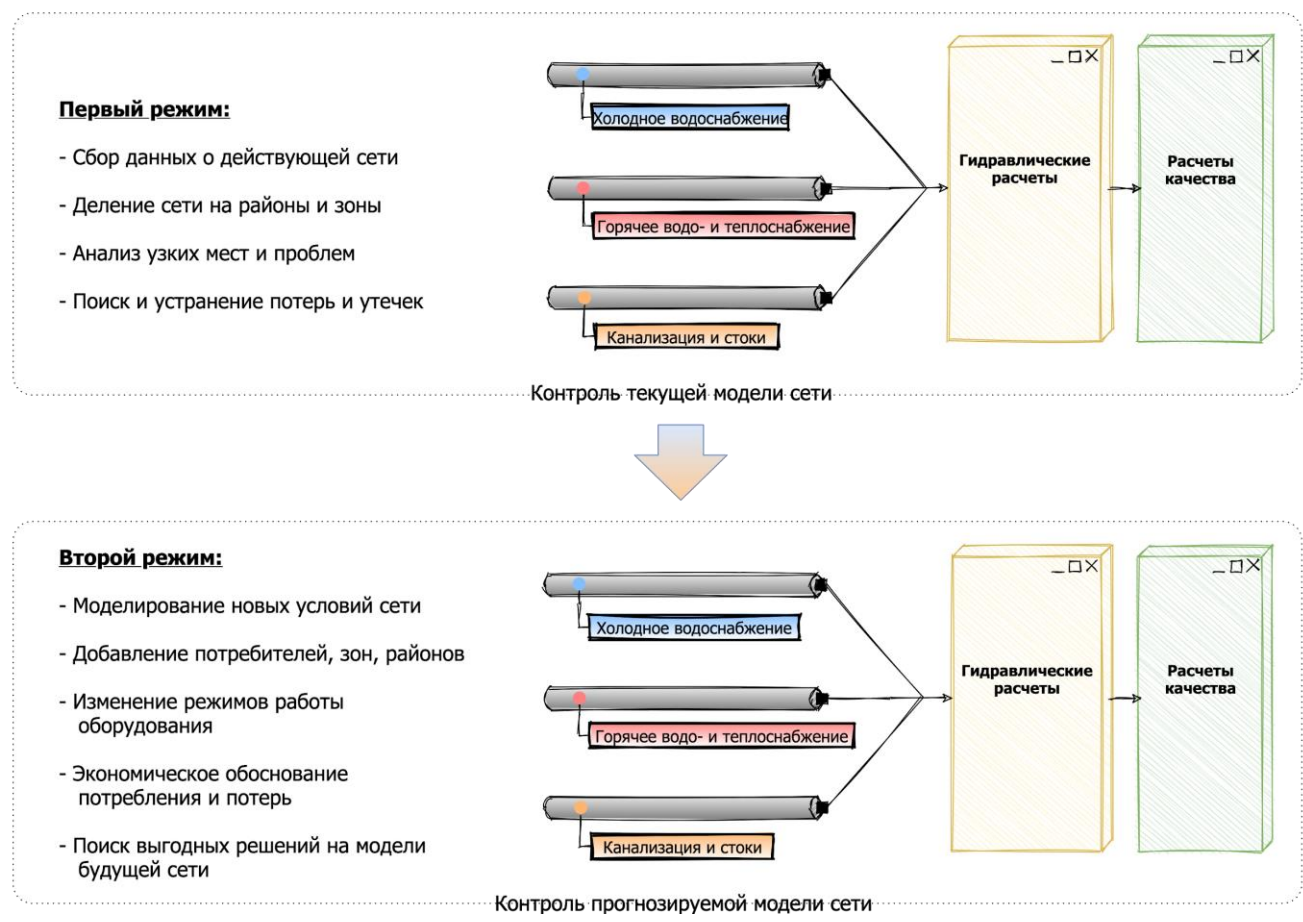 Первый режим:
- Сбор данных о действующей сети
- Деление сети на районы и зоны
- Анализ узких мест и проблем
- Поиск и устранение потерь и утечек
Холодное водоснабжение
Горячее водо- и теплоснабжение
Канализация и стоки
Гидравлические
расчеты
Расчеты
качества
Контроль текущей модели сети
Второй режим:
- Моделирование новых условий сети
- Добавление потребителей, зон, районов
- Изменение режимов работы
оборудования
- Экономическое обоснование
потребления и потерь
- Поиск выгодных решений на модели
будущей сети
Холодное водоснабжение
Горячее водо- и теплоснабжение
Канализация и стоки
Гидравлические
расчеты
Расчеты
качества
Контроль прогнозируемой модели сети